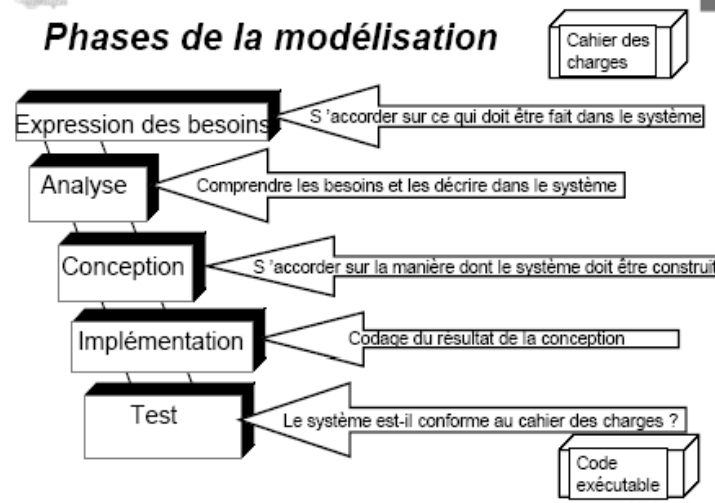 Phases de la modélisation
Cahier des
charges
Expression des besoins
S 'accorder sur ce qui doit être fait dans le système
Analyse
Comprendre les besoins et les décrire dans le système
Conception
S 'accorder sur la manière dont le système doit être construit
Implémentation
Codage du résultat de la conception
Test
Le système est-il conforme au cahier des charges ?
Code
exécutable